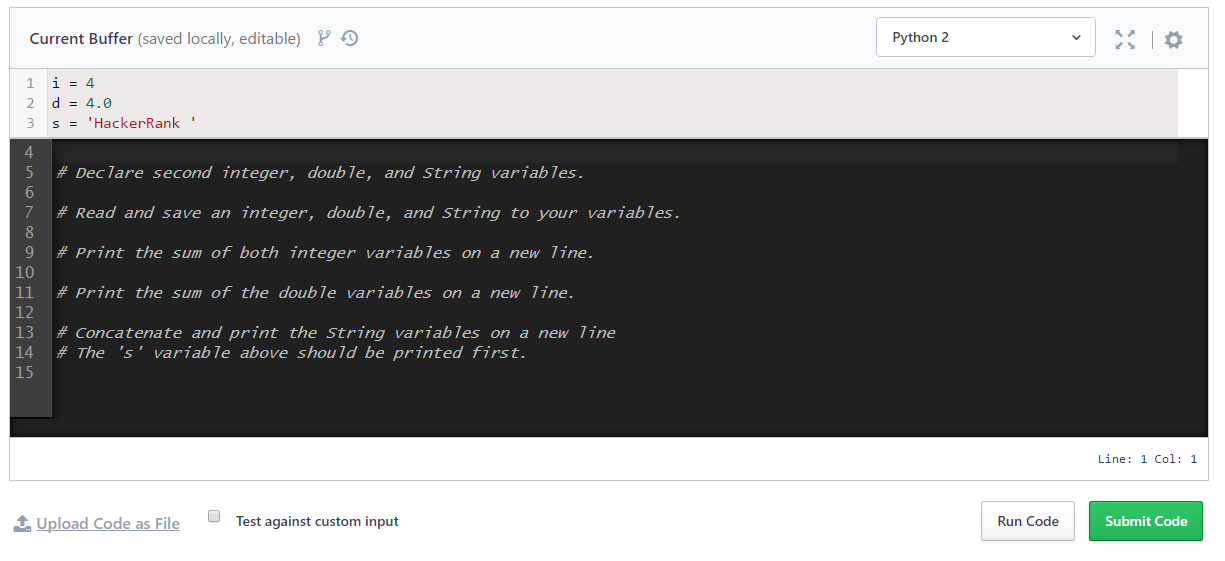 Current Buffer (saved locally, editable)
Python 2
1 i = 4
2 d = 4.0
3 s = 'HackerRank '
4
5 # Declare second integer, double, and String variables.
6
7 # Read and save an integer, double, and String to your variables.
8
9 # Print the sum of both integer variables on a new line.
10
11 # Print the sum of the double variables on a new line.
12
13 # Concatenate and print the String variables on a new line
14 # The 's' variable above should be printed first.
15
Line: 1 Col: 1
Upload Code as File
Test against custom input
Run Code
Submit Code